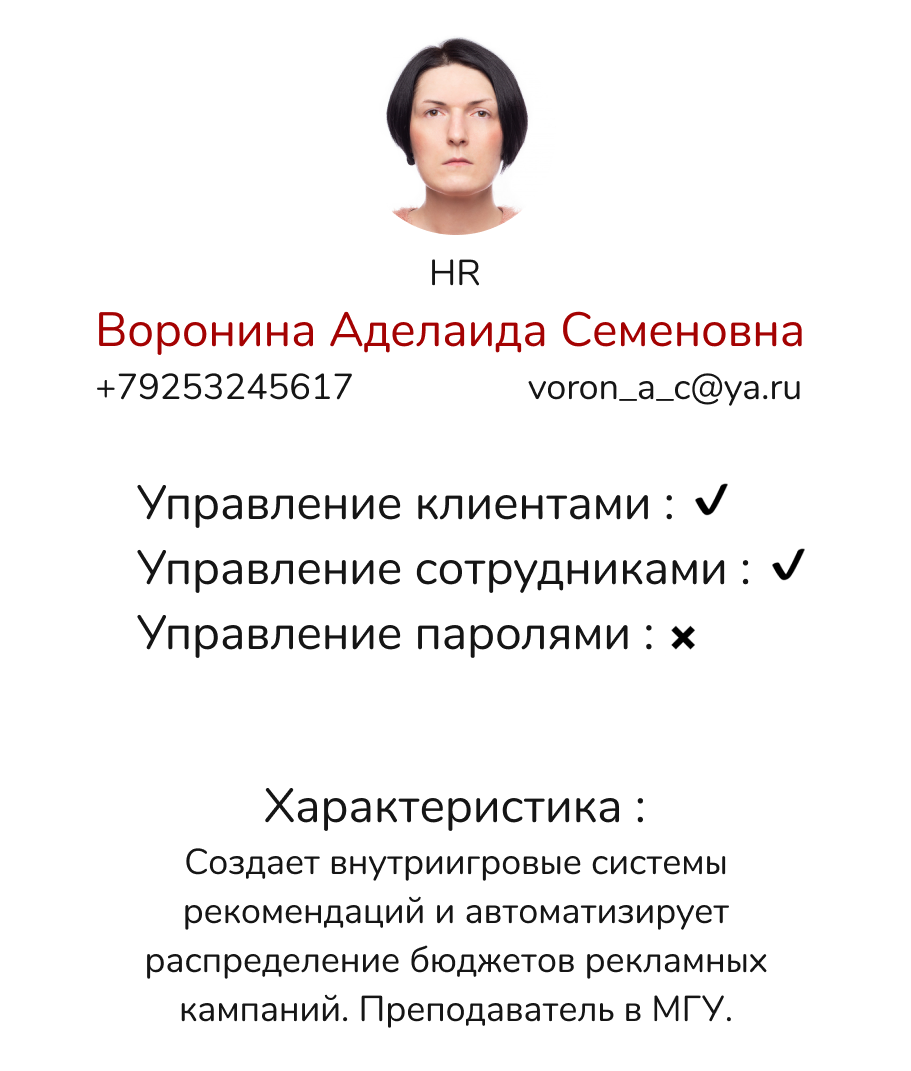 HR
Воронина Аделаида Семеновна
+79253245617 voron_a_c@ya.ru
Управление клиентами : ✔
Управление сотрудниками : ✔
Управление паролями : ✖
Характеристика :
Создает внутриигровые системы
рекомендаций и автоматизирует
распределение бюджетов рекламных
кампаний. Преподаватель в МГУ.